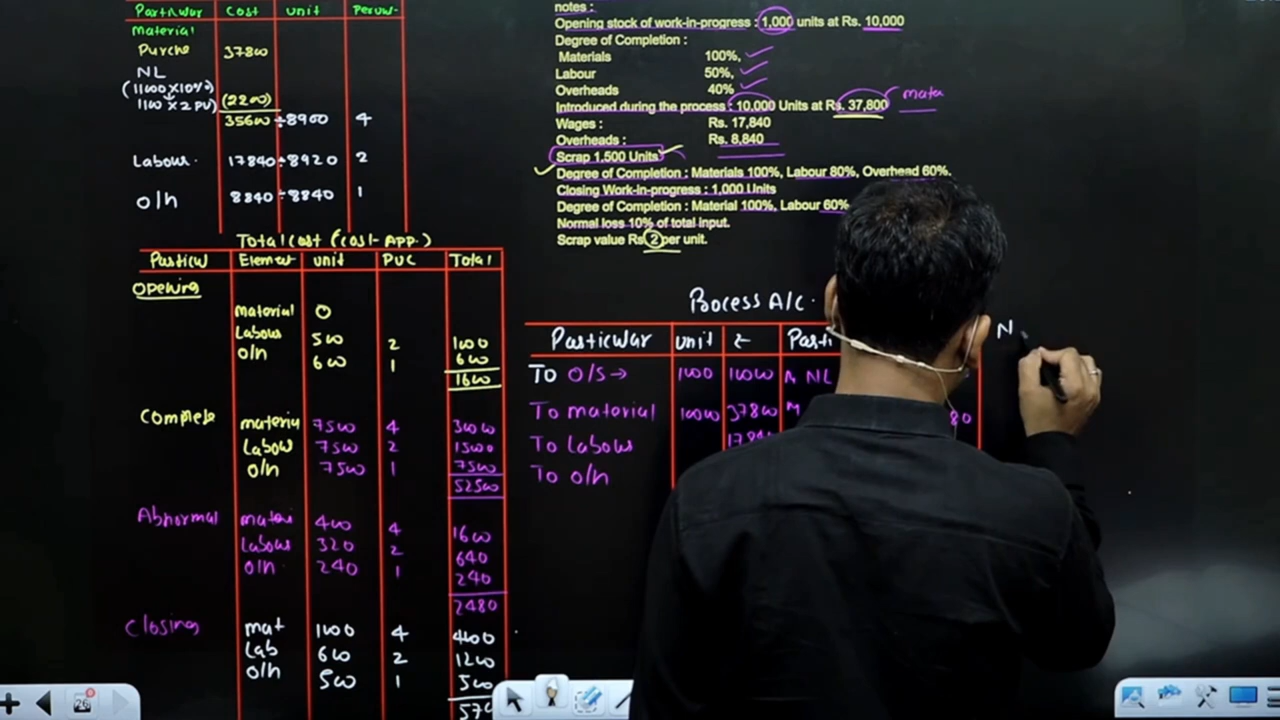 Particular Cost unit Peruni-
material
Purche 37800
NL
(11000×10%)
1100 × 2 PU) (2200)
35600 ÷8900 4
Labour. 17840÷8920 2
O/h 8840 ÷8840 1
Total Cost (Cost-App.)
Particul Element unit PUC Total
Opening
material 0
Labour 500 2 1000
O/h 600 1 600
1600
Complete material 7500 4 30000
Labour 7500 2 15000
O/h 7500 1 7500
52500
Abnormal materi 400 4 1600
Labour 320 2 640
O/h 240 1 240
2480
Closing mat 1000 4 4000
Lab 600 2 1200
O/h 500 1 500
notes :
Opening stock of work-in-progress : 1,000 units at Rs. 10,000
Degree of Completion :
Materials 100%,
Labour 50%,
Overheads 40%
Introduced during the process : 10,000 Units at Rs. 37,800 mata
Wages : Rs. 17,840
Overheads : Rs. 8,840
Scrap 1,500 Units
Degree of Completion : Materials 100%, Labour 80%, Overhead 60%.
Closing Work-in-progress : 1,000 Units
Degree of Completion : Material 100%, Labour 60%
Normal loss 10% of total input.
Scrap value Rs 2 per unit.
Process A/c.
Particular unit ₹ Parti
To O/S→ 1000 10000 NL
To material 10000 37800 80
To Labour
To O/h
N
26